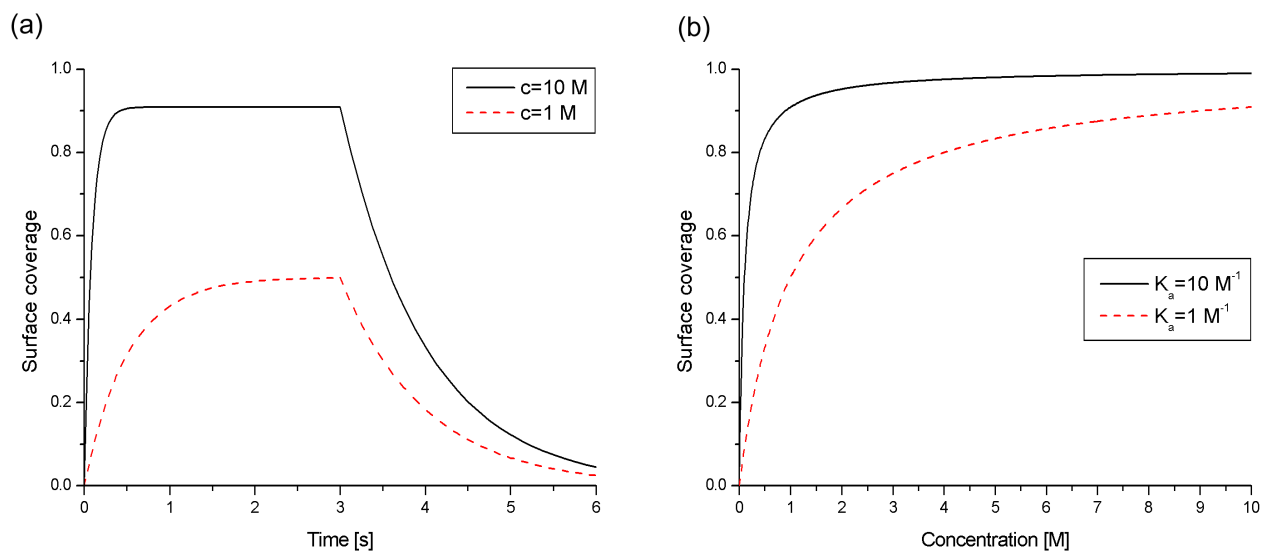 (a)
1.0
0.8
0.6
0.4
0.2
0.0
Surface coverage
c=10 M
c=1 M
0 1 2 3 4 5 6
Time [s]
(b)
1.0
0.8
0.6
0.4
0.2
0.0
Surface coverage
Kₐ=10 M⁻¹
Kₐ=1 M⁻¹
0 1 2 3 4 5 6 7 8 9 10
Concentration [M]